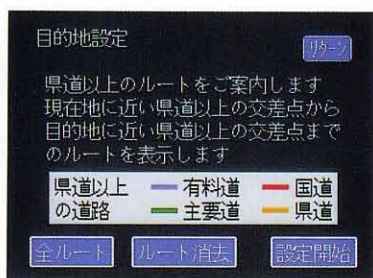 目的地設定
リターン
県道以上のルートをご案内します
現在地に近い県道以上の交差点から
目的地に近い県道以上の交差点まで
のルートを表示します
県道以上 有料道 国道
の道路 主要道 県道
全ルート ルート消去 設定開始